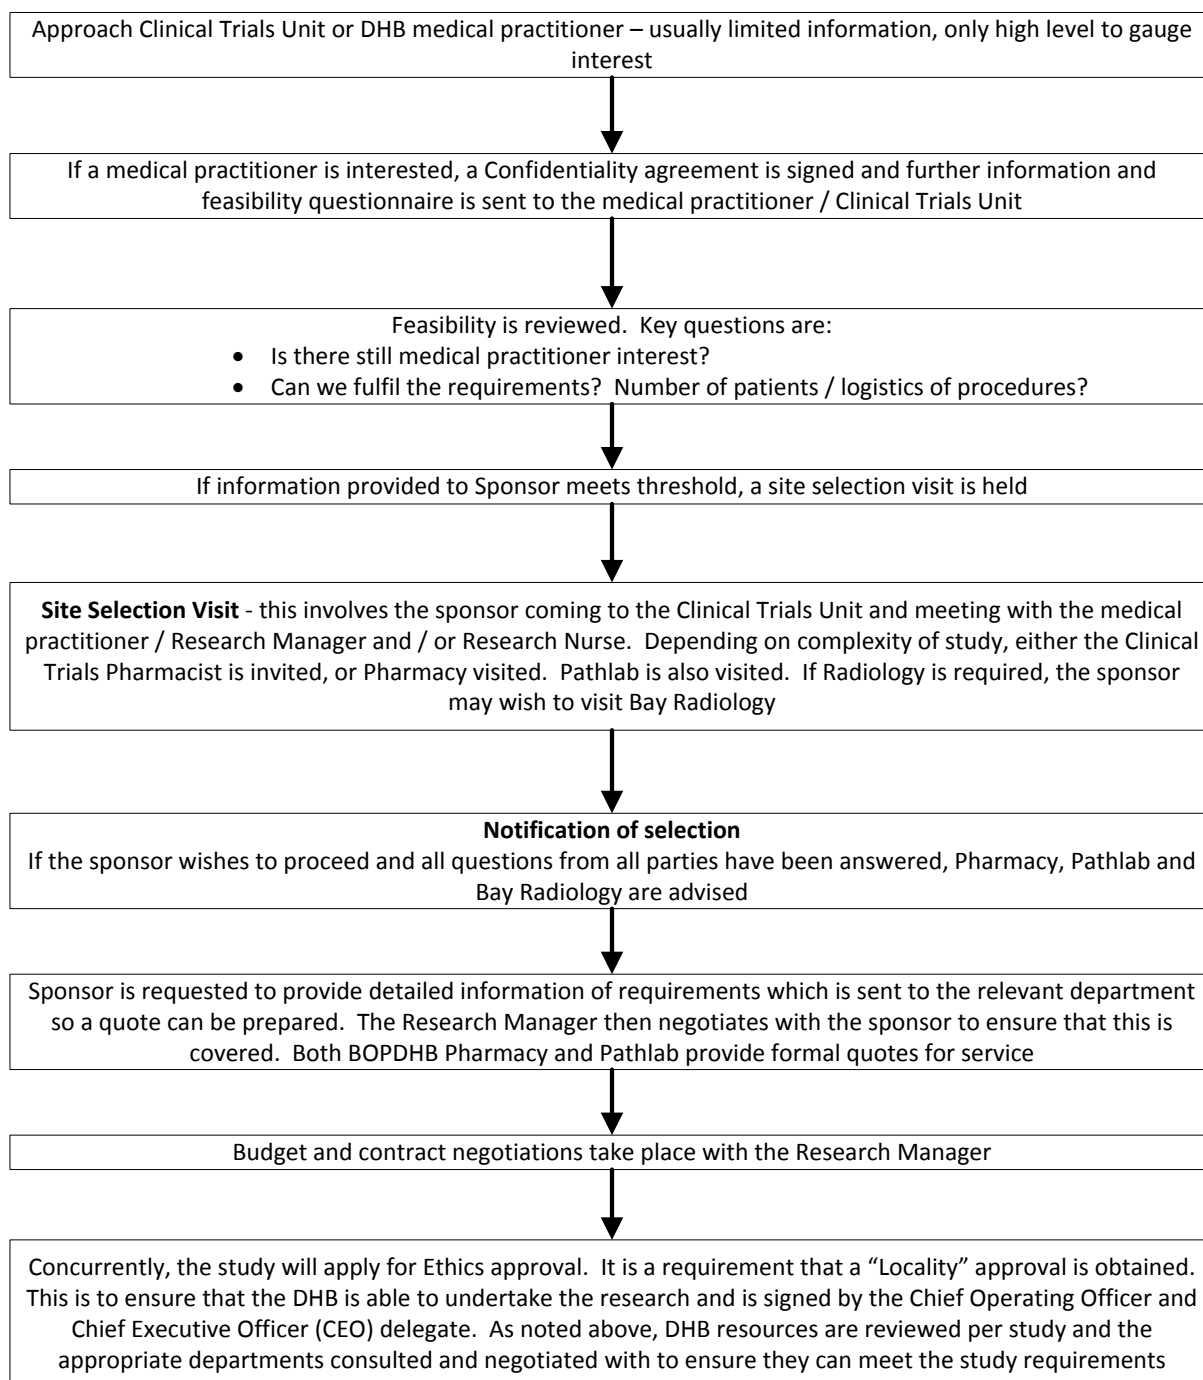 Approach Clinical Trials Unit or DHB medical practitioner – usually limited information, only high level to gauge
interest
If a medical practitioner is interested, a Confidentiality agreement is signed and further information and
feasibility questionnaire is sent to the medical practitioner / Clinical Trials Unit
Feasibility is reviewed.  Key questions are:
• Is there still medical practitioner interest?
• Can we fulfil the requirements?  Number of patients / logistics of procedures?
If information provided to Sponsor meets threshold, a site selection visit is held
Site Selection Visit - this involves the sponsor coming to the Clinical Trials Unit and meeting with the medical
practitioner / Research Manager and / or Research Nurse.  Depending on complexity of study, either the Clinical
Trials Pharmacist is invited, or Pharmacy visited.  Pathlab is also visited.  If Radiology is required, the sponsor
may wish to visit Bay Radiology
Notification of selection
If the sponsor wishes to proceed and all questions from all parties have been answered, Pharmacy, Pathlab and
Bay Radiology are advised
Sponsor is requested to provide detailed information of requirements which is sent to the relevant department
so a quote can be prepared.  The Research Manager then negotiates with the sponsor to ensure that this is
covered.  Both BOPDHB Pharmacy and Pathlab provide formal quotes for service
Budget and contract negotiations take place with the Research Manager
Concurrently, the study will apply for Ethics approval.  It is a requirement that a “Locality” approval is obtained.
This is to ensure that the DHB is able to undertake the research and is signed by the Chief Operating Officer and
Chief Executive Officer (CEO) delegate.  As noted above, DHB resources are reviewed per study and the
appropriate departments consulted and negotiated with to ensure they can meet the study requirements